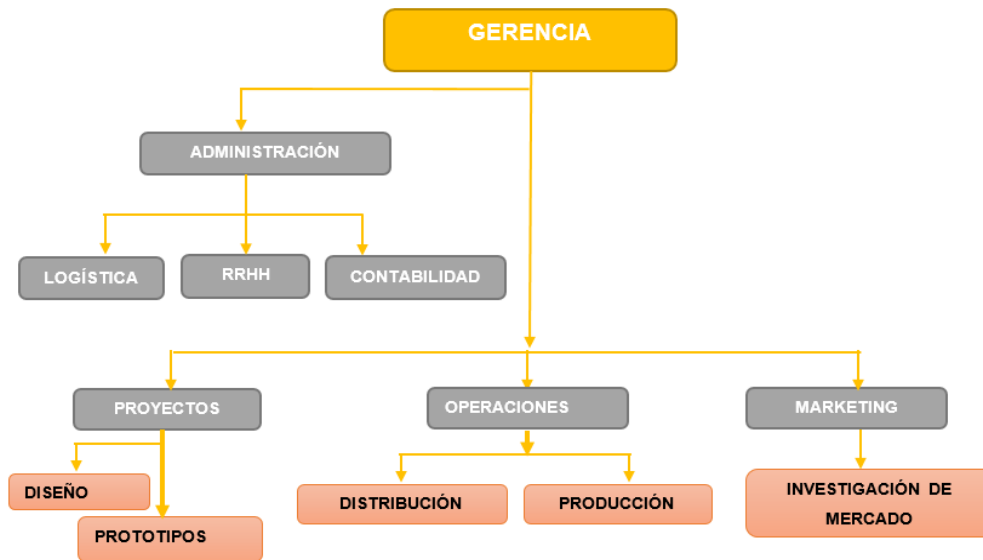 GERENCIA
ADMINISTRACIÓN
LOGÍSTICA
RRHH
CONTABILIDAD
PROYECTOS
OPERACIONES
MARKETING
DISEÑO
PROTOTIPOS
DISTRIBUCIÓN
PRODUCCIÓN
INVESTIGACIÓN DE
MERCADO